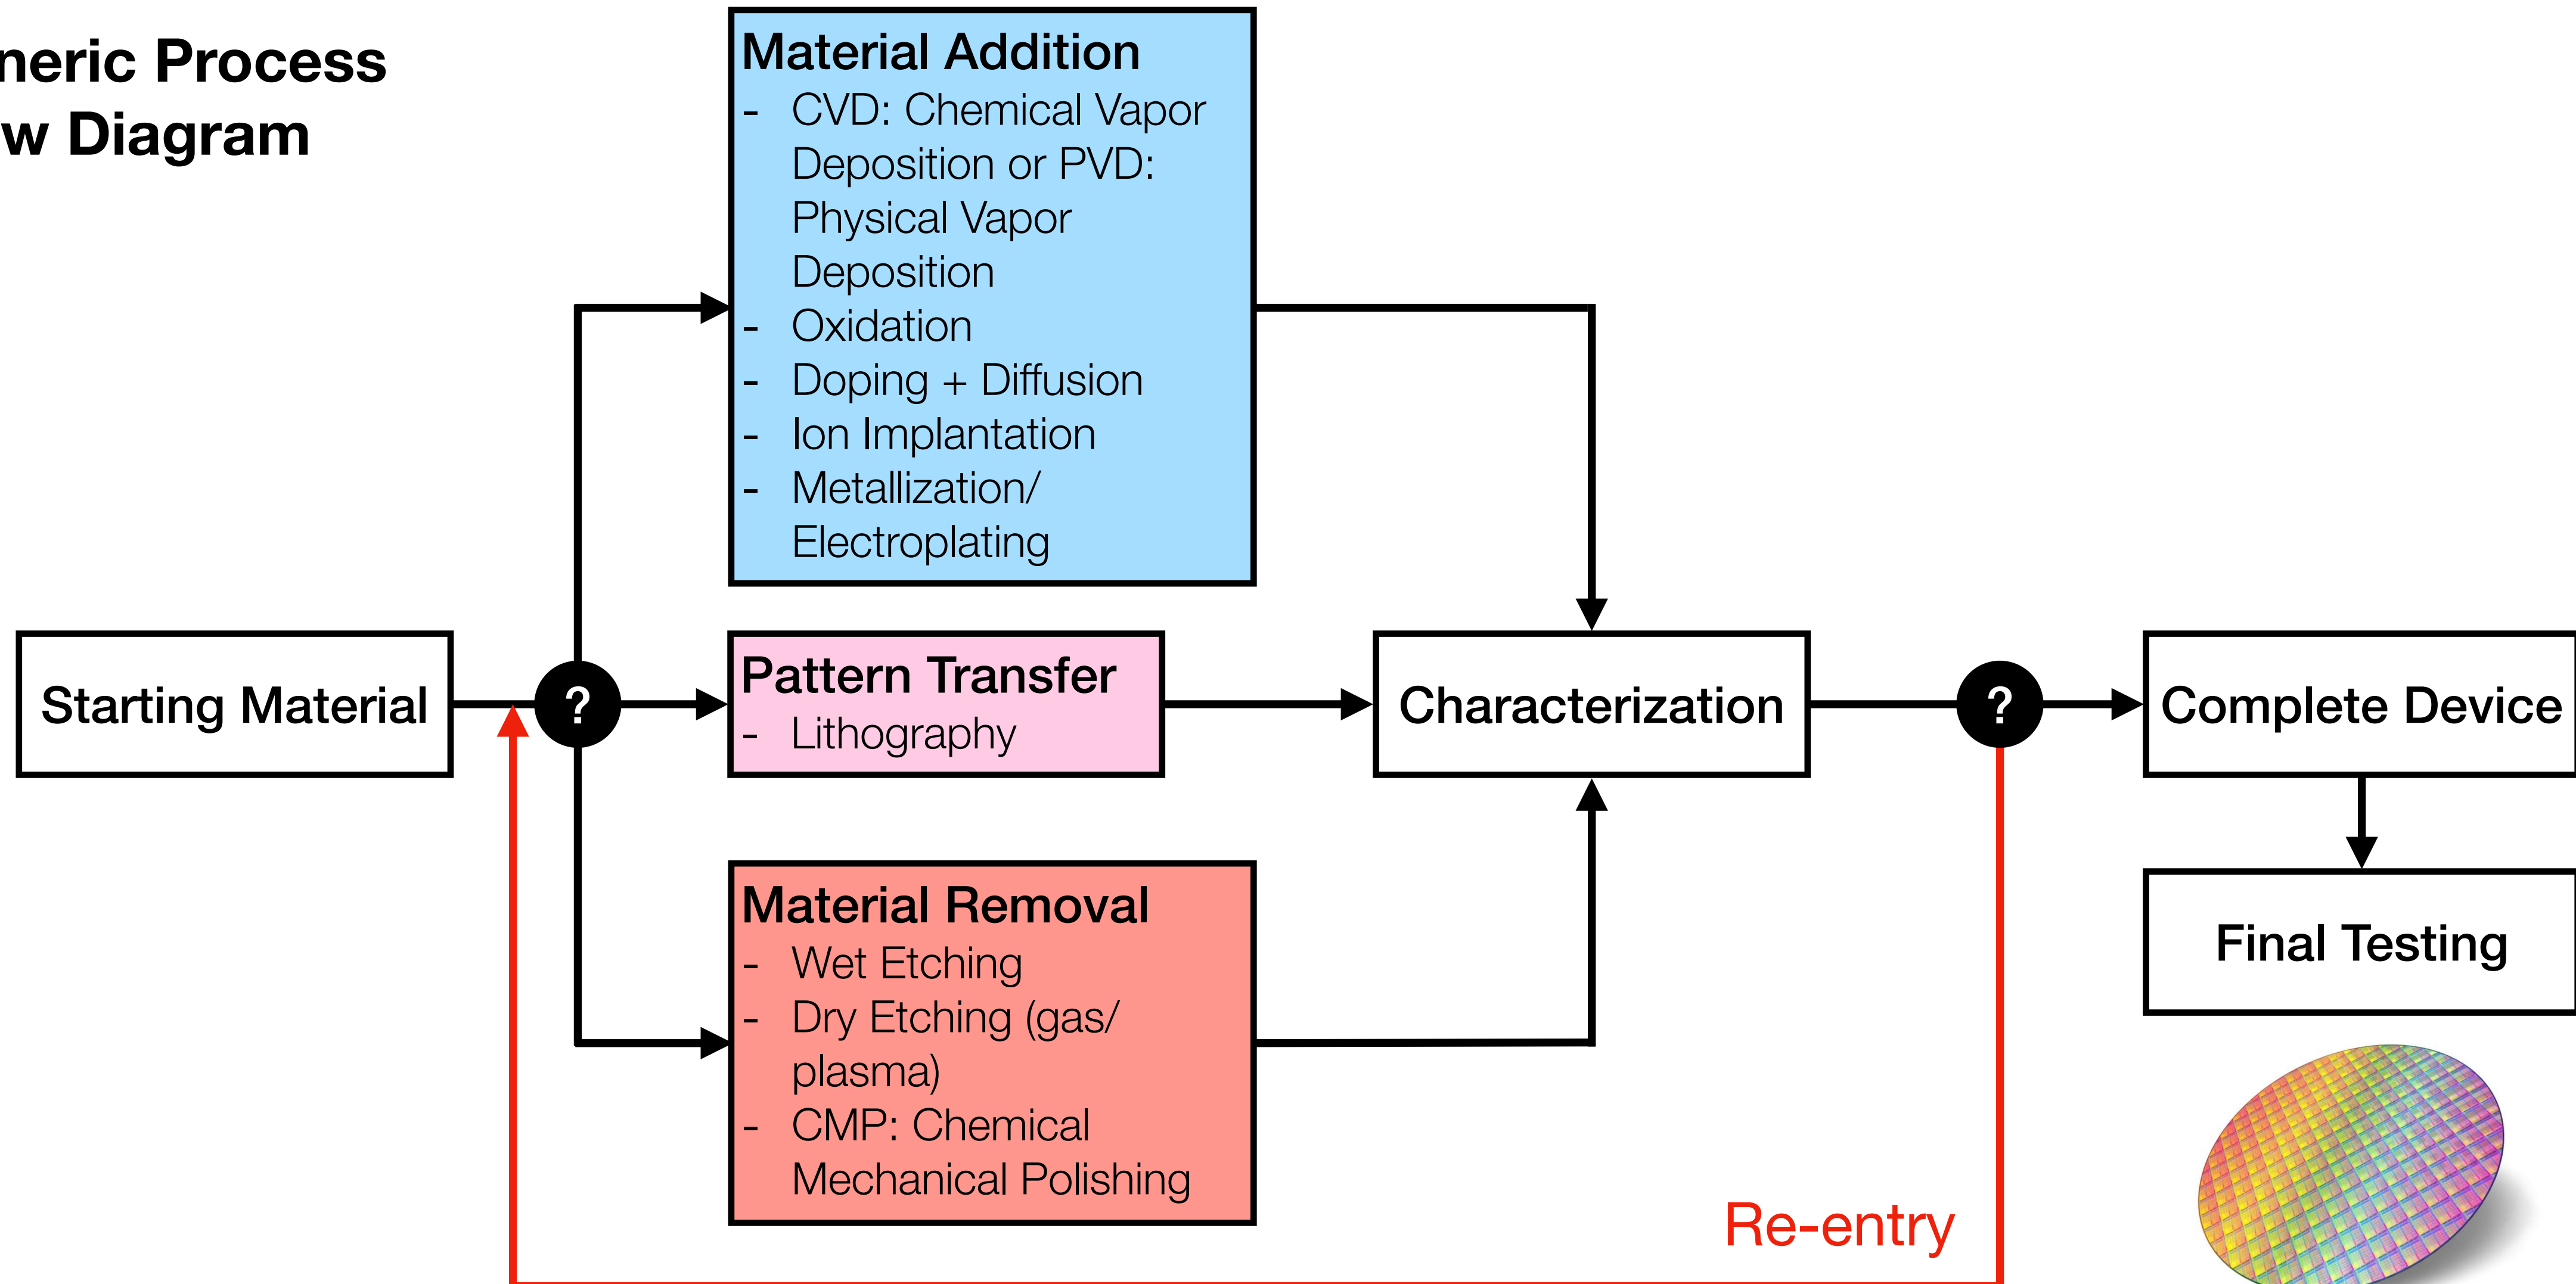 neric Process
w Diagram
Material Addition
- CVD: Chemical Vapor
Deposition or PVD:
Physical Vapor
Deposition
- Oxidation
- Doping + Diffusion
- Ion Implantation
- Metallization/
Electroplating
Starting Material
?
Pattern Transfer
- Lithography
Characterization
?
Complete Device
Material Removal
- Wet Etching
- Dry Etching (gas/
plasma)
- CMP: Chemical
Mechanical Polishing
Final Testing
Re-entry